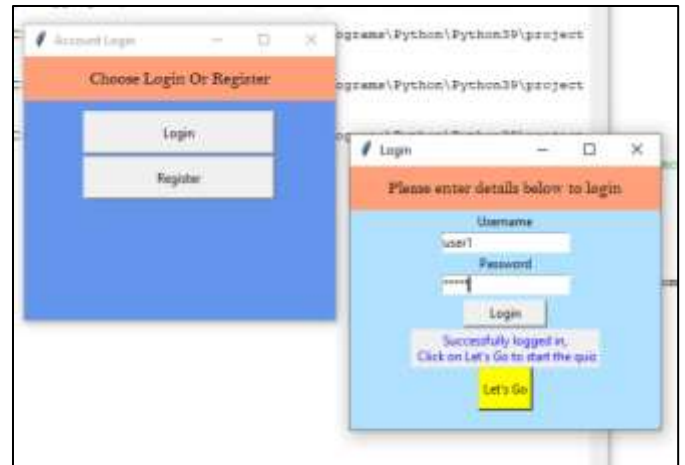 Account Login
Choose Login Or Register
Login
Register
ograms\Python\Python39\project
ograms\Python\Python39\project
Login
Please enter details below to login
Username
user1
Password
*****
Login
Successfully logged in,
Click on Let's Go to start the quiz
Let's Go